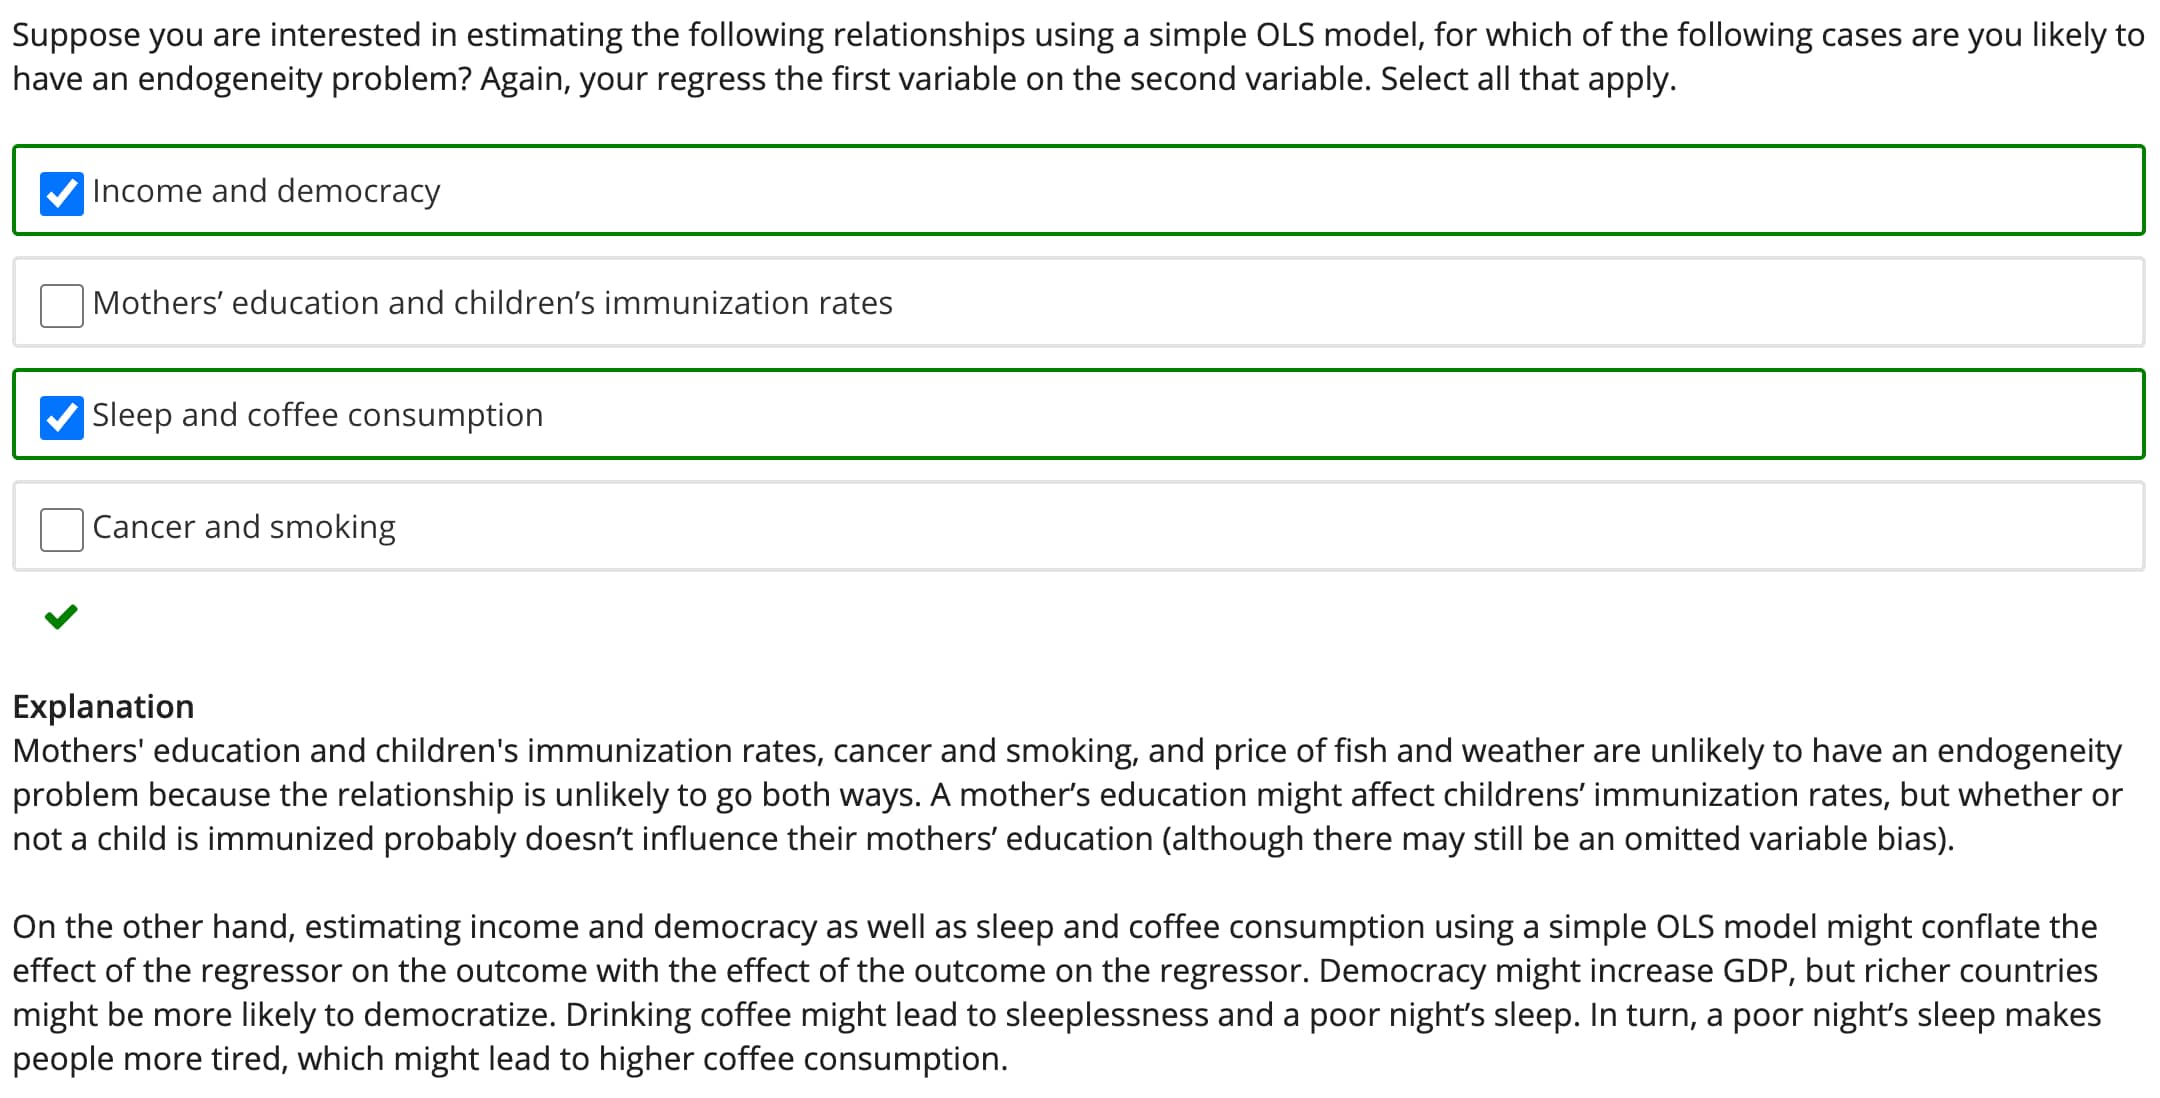 Suppose you are interested in estimating the following relationships using a simple OLS model, for which of the following cases are you likely to
have an endogeneity problem? Again, your regress the first variable on the second variable. Select all that apply.
Income and democracy
Mothers’ education and children’s immunization rates
Sleep and coffee consumption
Cancer and smoking
Explanation
Mothers' education and children's immunization rates, cancer and smoking, and price of fish and weather are unlikely to have an endogeneity
problem because the relationship is unlikely to go both ways. A mother’s education might affect childrens’ immunization rates, but whether or
not a child is immunized probably doesn’t influence their mothers’ education (although there may still be an omitted variable bias).
On the other hand, estimating income and democracy as well as sleep and coffee consumption using a simple OLS model might conflate the
effect of the regressor on the outcome with the effect of the outcome on the regressor. Democracy might increase GDP, but richer countries
might be more likely to democratize. Drinking coffee might lead to sleeplessness and a poor night’s sleep. In turn, a poor night’s sleep makes
people more tired, which might lead to higher coffee consumption.